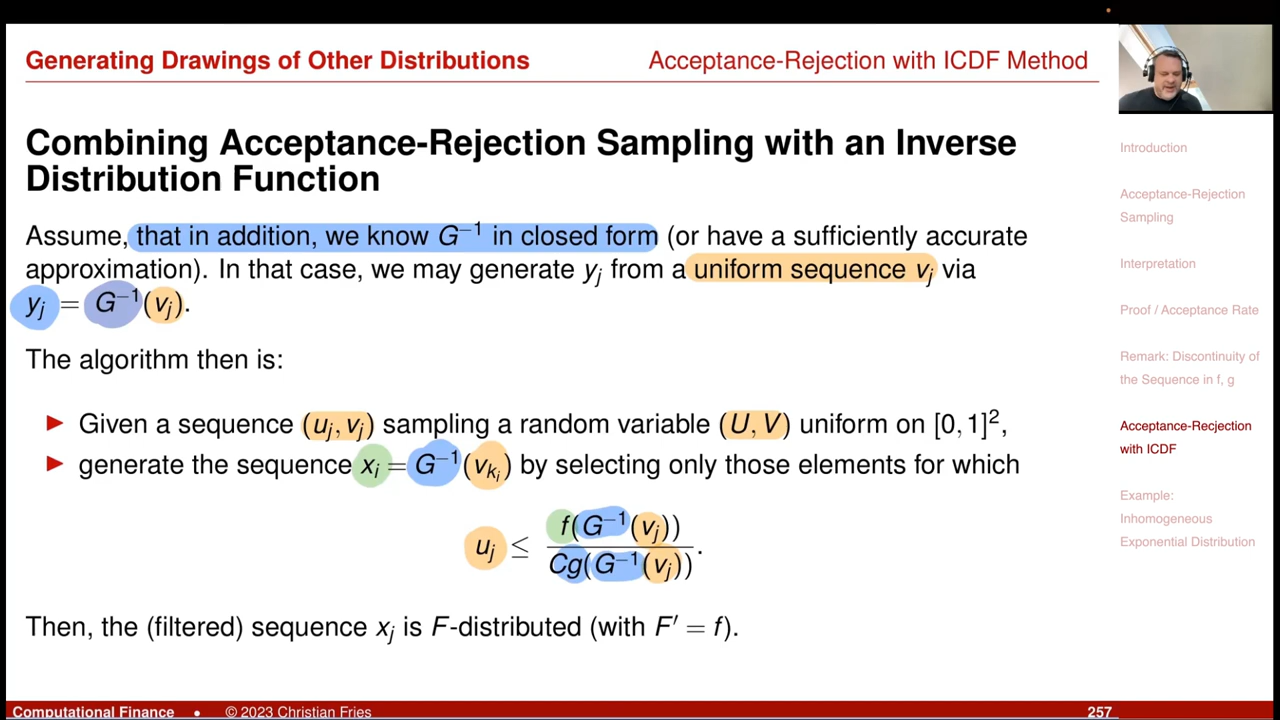 Generating Drawings of Other Distributions
Acceptance-Rejection with ICDF Method
Combining Acceptance-Rejection Sampling with an Inverse
Distribution Function
Assume, that in addition, we know G⁻¹ in closed form (or have a sufficiently accurate
approximation). In that case, we may generate yⱼ from a uniform sequence vⱼ via
yⱼ = G⁻¹(vⱼ).
The algorithm then is:
▶ Given a sequence (uⱼ, vⱼ) sampling a random variable (U, V) uniform on [0, 1]²,
▶ generate the sequence xᵢ = G⁻¹(v_{kᵢ}) by selecting only those elements for which
uⱼ ≤ f(G⁻¹(vⱼ)) / Cg(G⁻¹(vⱼ)).
Then, the (filtered) sequence xⱼ is F-distributed (with F′ = f).
Introduction
Acceptance-Rejection
Sampling
Interpretation
Proof / Acceptance Rate
Remark: Discontinuity of
the Sequence in f, g
Acceptance-Recjection
with ICDF
Example:
Inhomogeneous
Exponential Distribution
Computational Finance • © 2023 Christian Fries
257